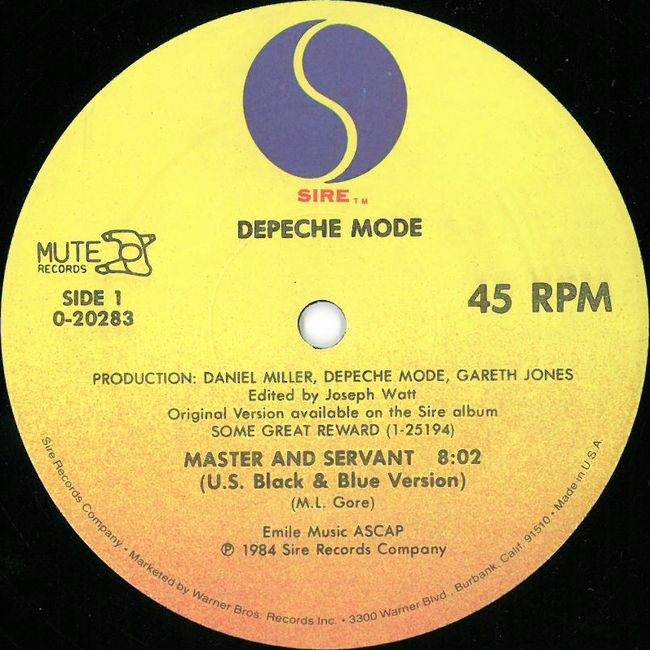 SIRE TM
DEPECHE MODE
MUTE
RECORDS
SIDE 1
0-20283
45 RPM
PRODUCTION: DANIEL MILLER, DEPECHE MODE, GARETH JONES
Edited by Joseph Watt
Original Version available on the Sire album
SOME GREAT REWARD (1-25194)
MASTER AND SERVANT 8:02
(U.S. Black & Blue Version)
(M.L. Gore)
Emile Music ASCAP
℗ 1984 Sire Records Company
Sire Records Company • Marketed by Warner Bros. Records Inc. • 3300 Warner Blvd., Burbank, Calif. 91510 • Made in U.S.A.